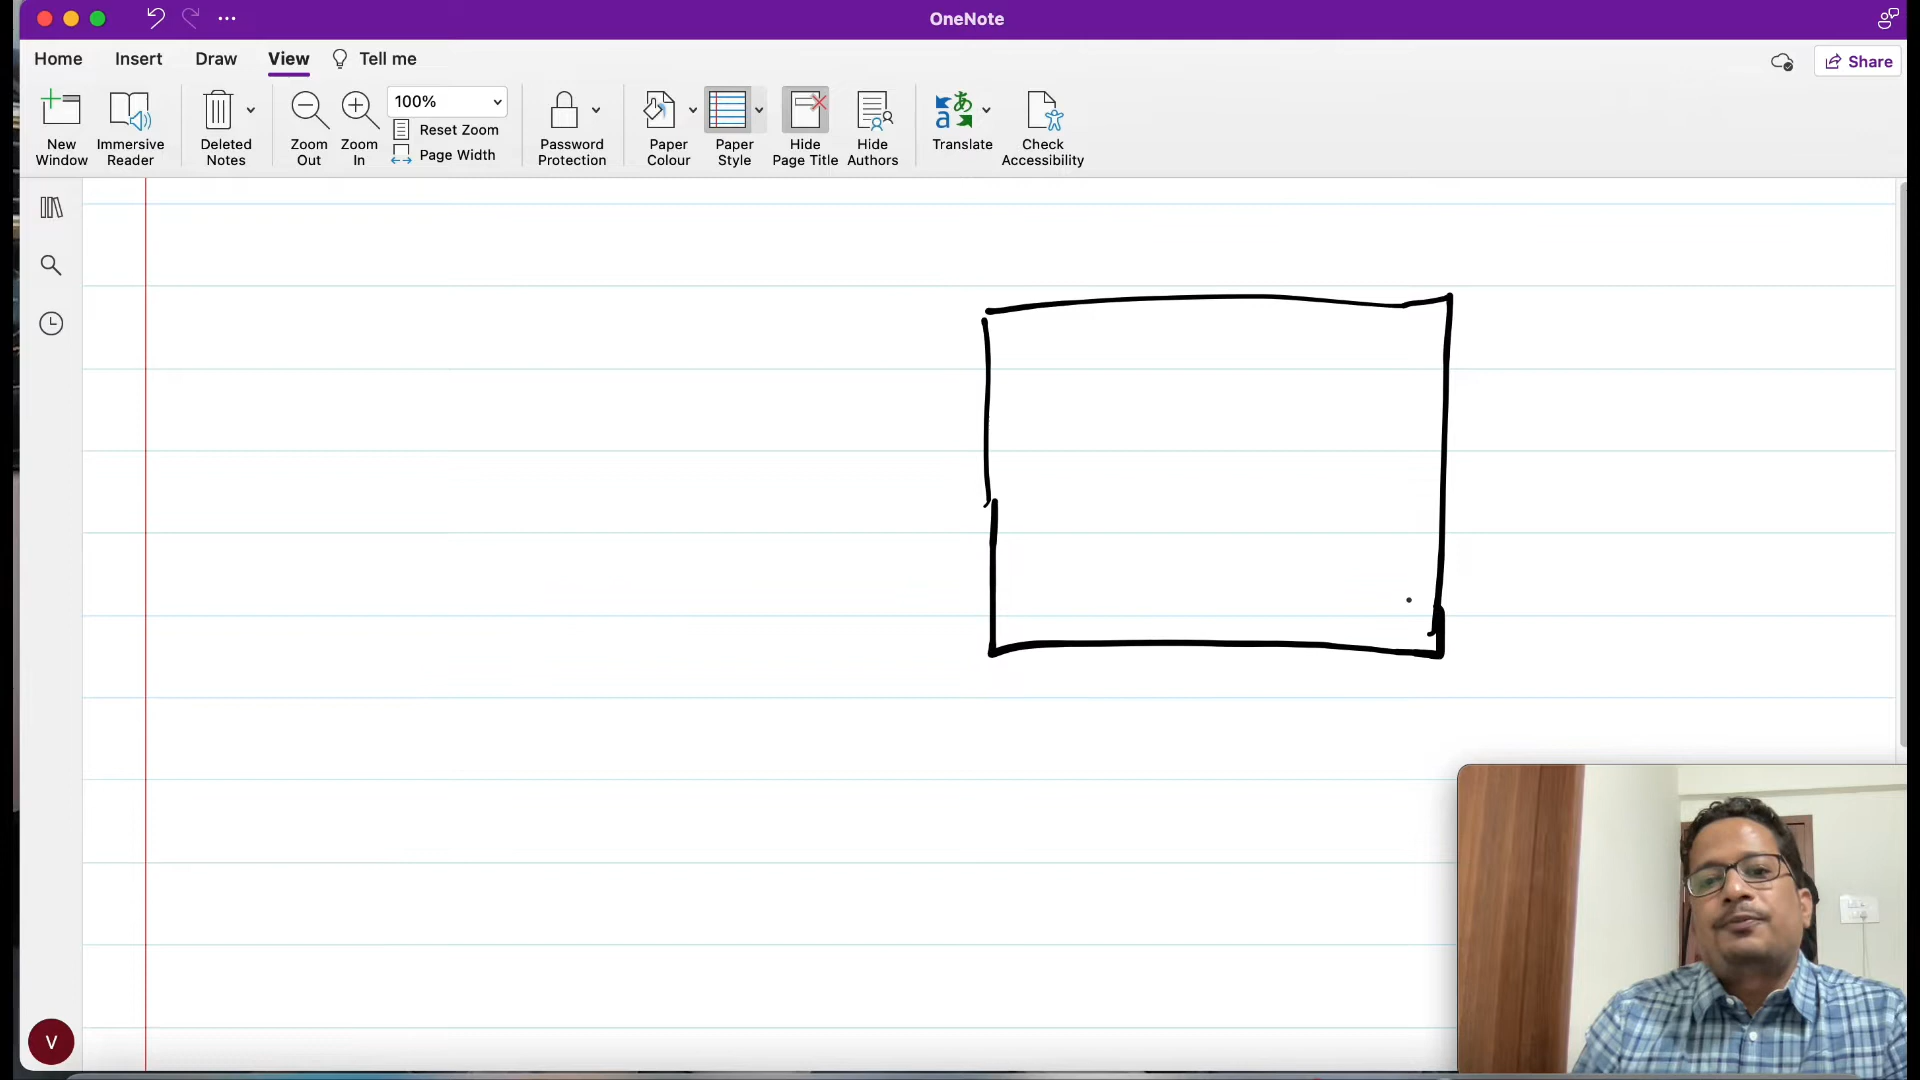 OneNote
Home Insert Draw View Tell me
Share
100%
Reset Zoom
Page Width
New Window
Immersive Reader
Deleted Notes
Zoom Out
Zoom In
Password Protection
Paper Colour
Paper Style
Hide Page Title
Hide Authors
Translate
Check Accessibility
V